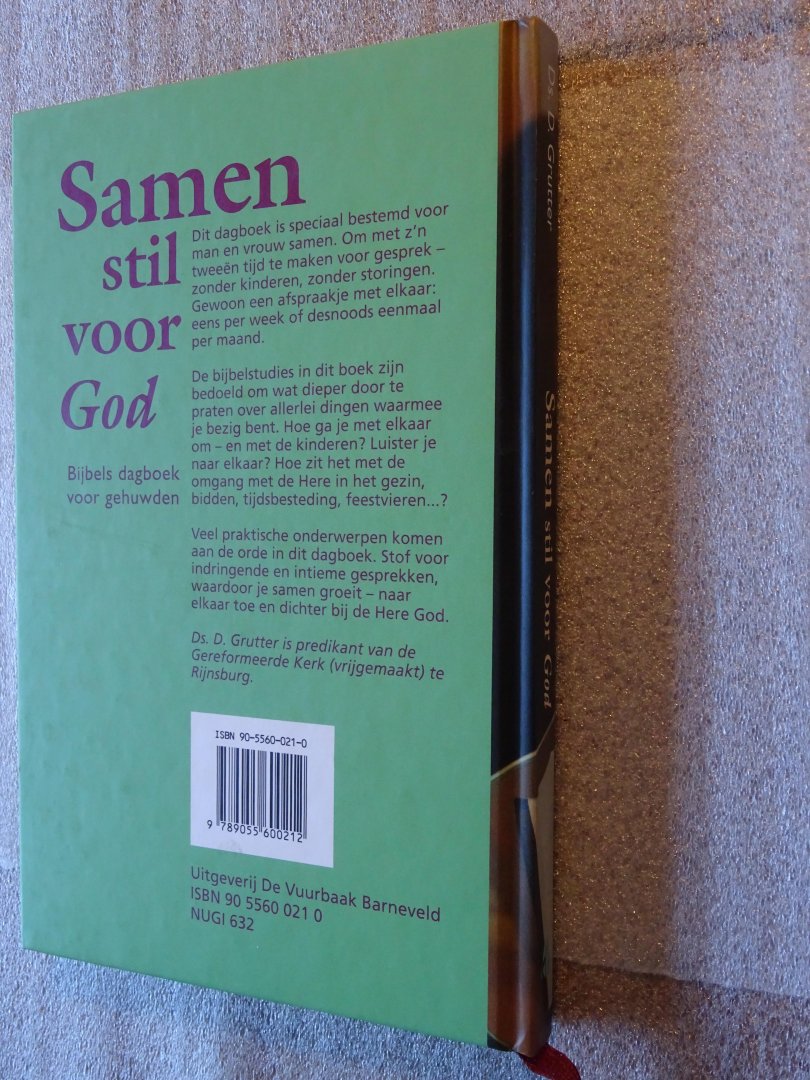 Samen
stil
voor
God
Bijbels dagboek
voor gehuwden
Dit dagboek is speciaal bestemd voor
man en vrouw samen. Om met z'n
tweeën tijd te maken voor gesprek –
zonder kinderen, zonder storingen.
Gewoon een afspraakje met elkaar:
eens per week of desnoods eenmaal
per maand.
De bijbelstudies in dit boek zijn
bedoeld om wat dieper door te
praten over allerlei dingen waarmee
je bezig bent. Hoe ga je met elkaar
om – en met de kinderen? Luister je
naar elkaar? Hoe zit het met de
omgang met de Here in het gezin,
bidden, tijdsbesteding, feestvieren...?
Veel praktische onderwerpen komen
aan de orde in dit dagboek. Stof voor
indringende en intieme gesprekken,
waardoor je samen groeit – naar
elkaar toe en dichter bij de Here God.
Ds. D. Grutter is predikant van de
Gereformeerde Kerk (vrijgemaakt) te
Rijnsburg.
ISBN 90-5560-021-0
9 789055 600212
Uitgeverij De Vuurbaak Barneveld
ISBN 90 5560 021 0
NUGI 632
Ds. D. Grutter
Samen stil voor God